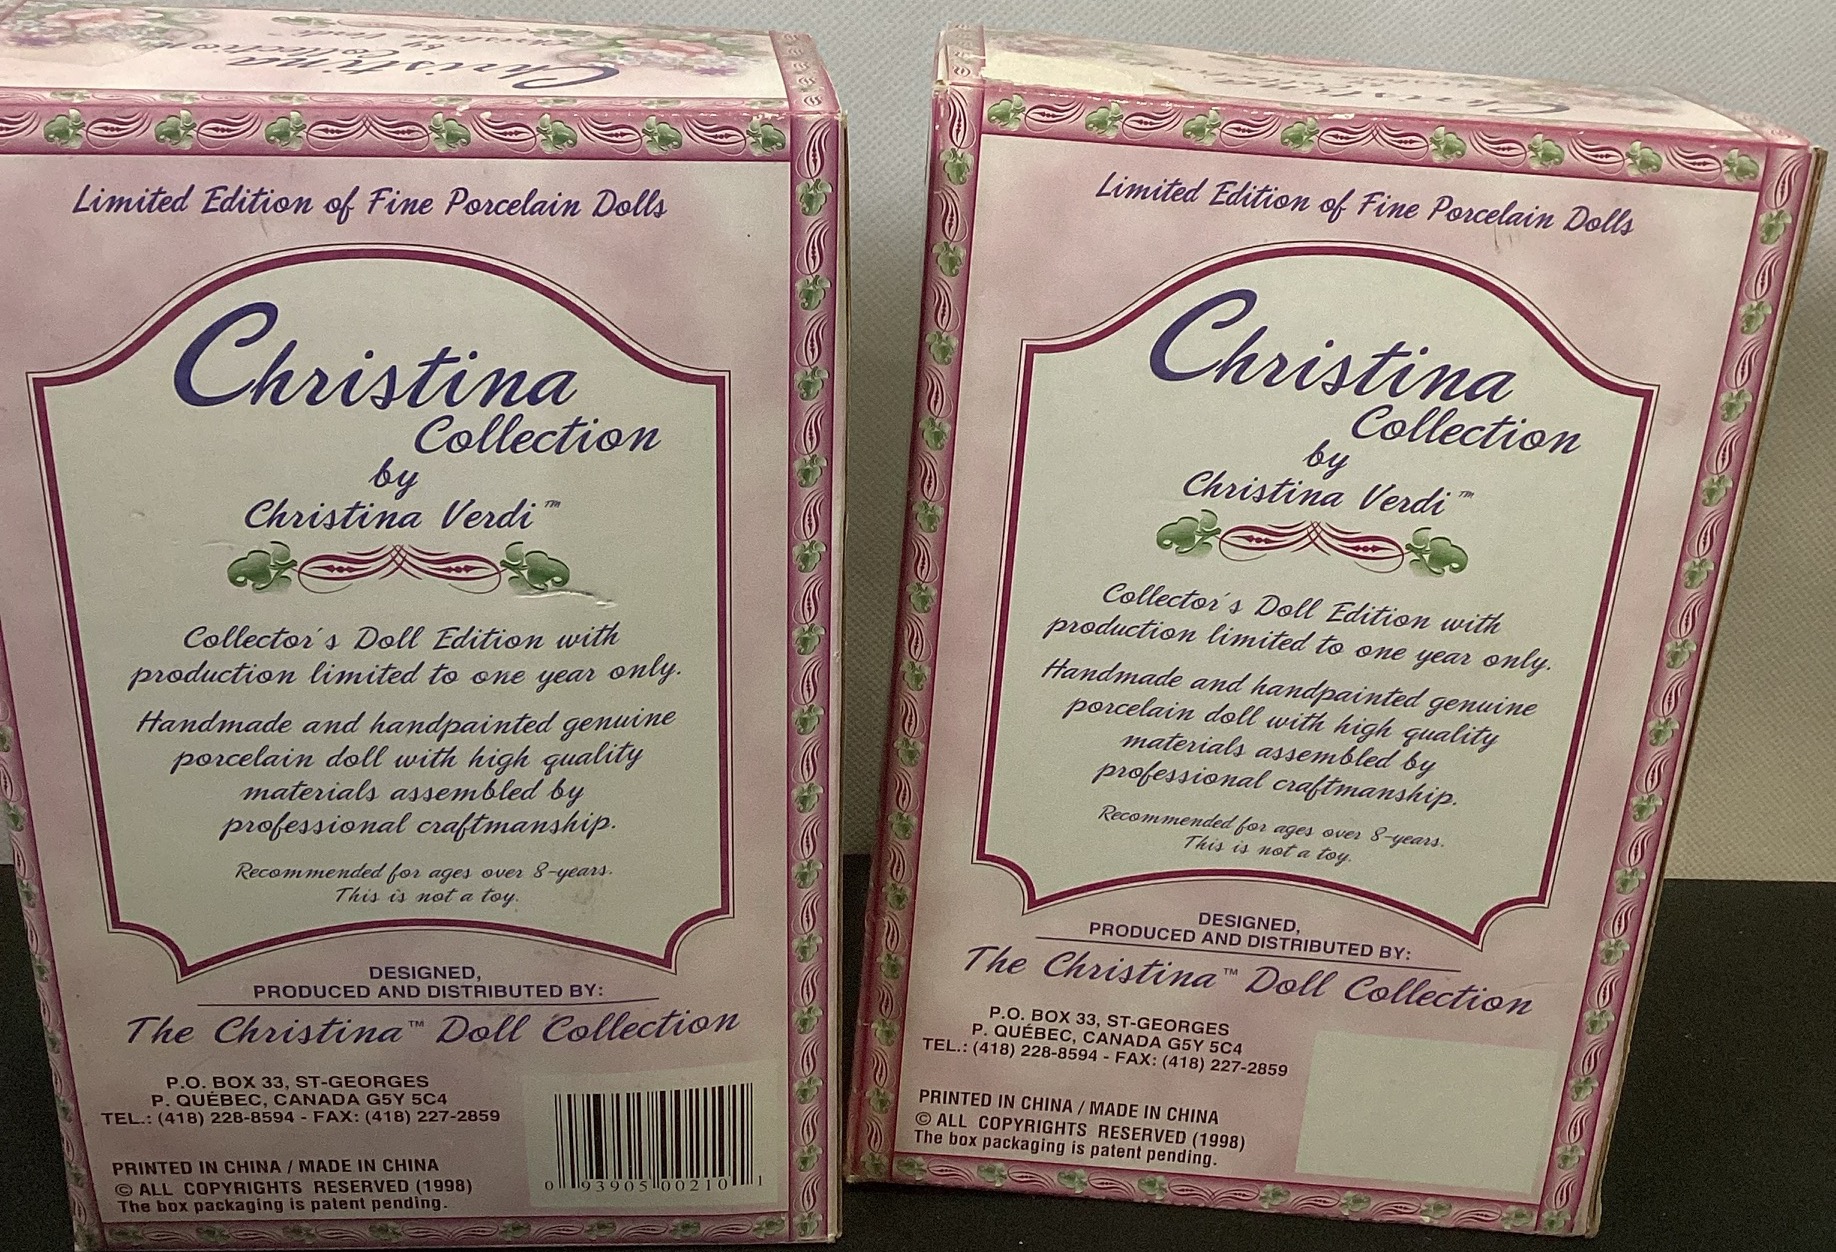 Christina
Collection
by
Christina Verdi™
Limited Edition of Fine Porcelain Dolls
Christina
Collection
by
Christina Verdi™
Collector's Doll Edition with
production limited to one year only.
Handmade and handpainted genuine
porcelain doll with high quality
materials assembled by
professional craftmanship.
Recommended for ages over 8-years.
This is not a toy.
DESIGNED,
PRODUCED AND DISTRIBUTED BY:
The Christina™ Doll Collection
P.O. BOX 33, ST-GEORGES
P. QUÉBEC, CANADA G5Y 5C4
TEL.: (418) 228-8594 - FAX: (418) 227-2859
PRINTED IN CHINA / MADE IN CHINA
© ALL COPYRIGHTS RESERVED (1998)
The box packaging is patent pending.
0 93905 00210 1
Christina
Limited Edition of Fine Porcelain Dolls
Christina
Collection
by
Christina Verdi™
Collector's Doll Edition with
production limited to one year only.
Handmade and handpainted genuine
porcelain doll with high quality
materials assembled by
professional craftmanship.
Recommended for ages over 8-years.
This is not a toy.
DESIGNED,
PRODUCED AND DISTRIBUTED BY:
The Christina™ Doll Collection
P.O. BOX 33, ST-GEORGES
P. QUÉBEC, CANADA G5Y 5C4
TEL.: (418) 228-8594 - FAX: (418) 227-2859
PRINTED IN CHINA / MADE IN CHINA
© ALL COPYRIGHTS RESERVED (1998)
The box packaging is patent pending.